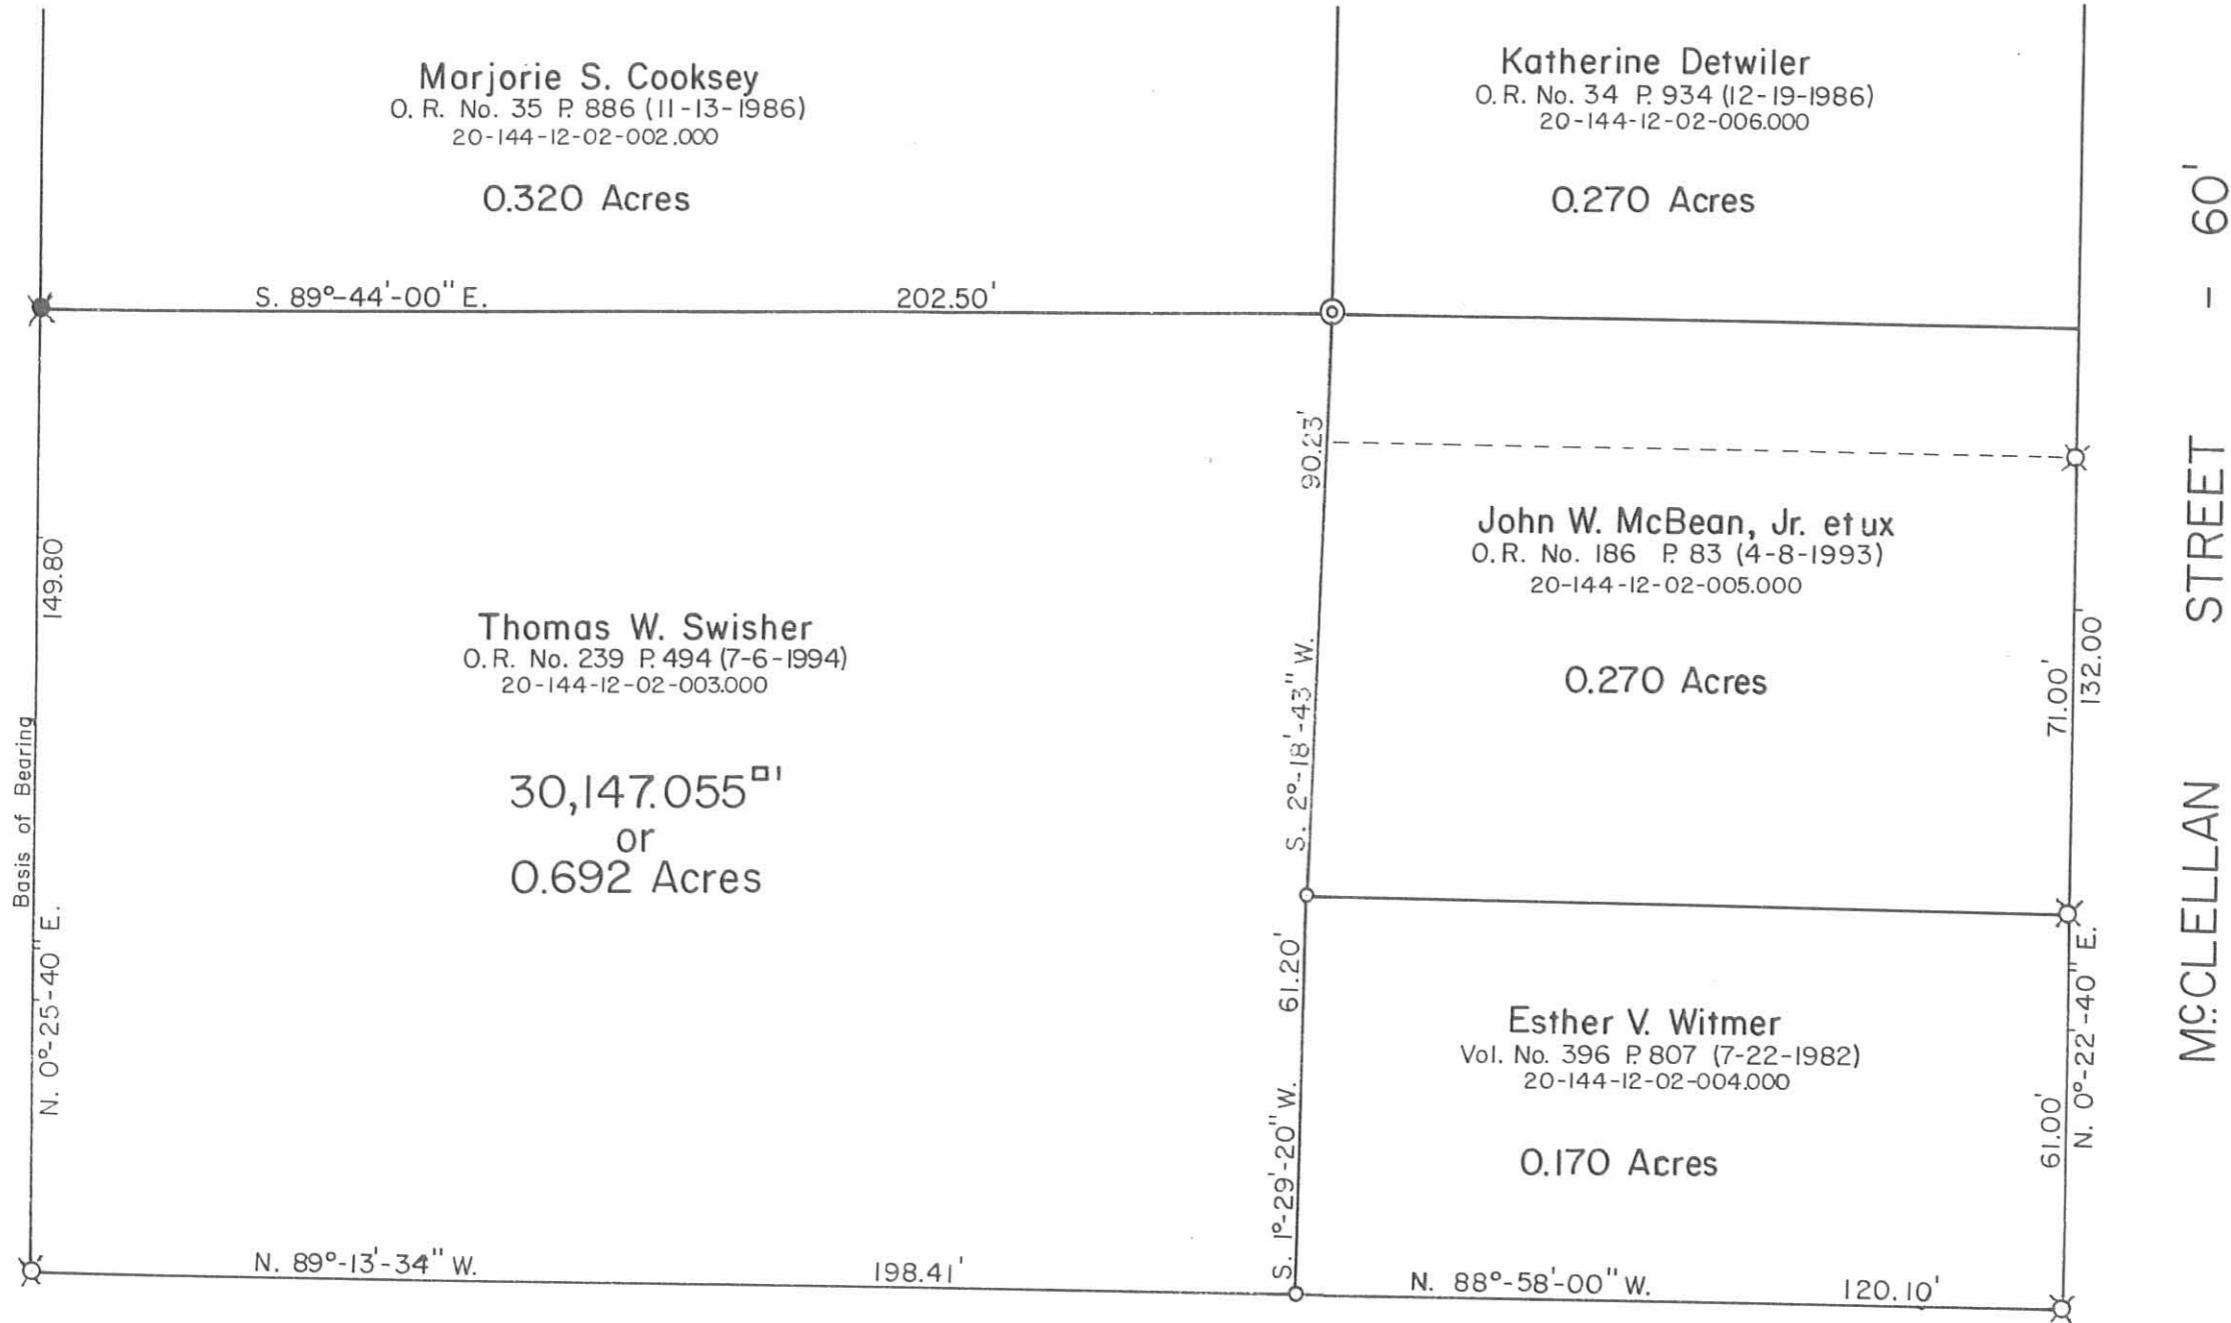 Marjorie S. Cooksey
O. R. No. 35 P. 886 (11-13-1986)
20-144-12-02-002.000
0.320 Acres
Katherine Detwiler
O. R. No. 34 P. 934 (12-19-1986)
20-144-12-02-006.000
0.270 Acres
S. 89°-44'-00" E. 202.50'
90.23'
S. 2°-18'-43" W.
149.80'
Basis of Bearing
N. 0°-25'-40" E.
Thomas W. Swisher
O. R. No. 239 P. 494 (7-6-1994)
20-144-12-02-003.000
30,147.055□'
or
0.692 Acres
John W. McBean, Jr. et ux
O. R. No. 186 P. 83 (4-8-1993)
20-144-12-02-005.000
0.270 Acres
71.00'
132.00'
61.20'
S. 1°-29'-20" W.
Esther V. Witmer
Vol. No. 396 P. 807 (7-22-1982)
20-144-12-02-004.000
0.170 Acres
61.00'
N. 0°-22'-40" E.
N. 89°-13'-34" W. 198.41'
N. 88°-58'-00" W. 120.10'
McCLELLAN STREET - 60'